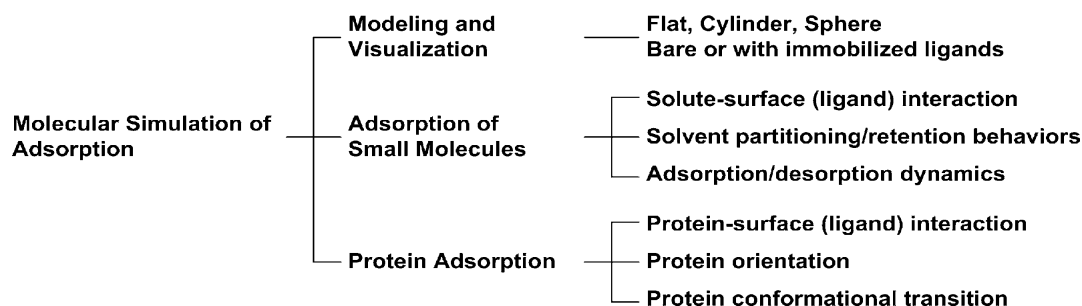 Molecular Simulation of
Adsorption
Modeling and
Visualization
Flat, Cylinder, Sphere
Bare or with immobilized ligands
Adsorption of
Small Molecules
Solute-surface (ligand) interaction
Solvent partitioning/retention behaviors
Adsorption/desorption dynamics
Protein Adsorption
Protein-surface (ligand) interaction
Protein orientation
Protein conformational transition